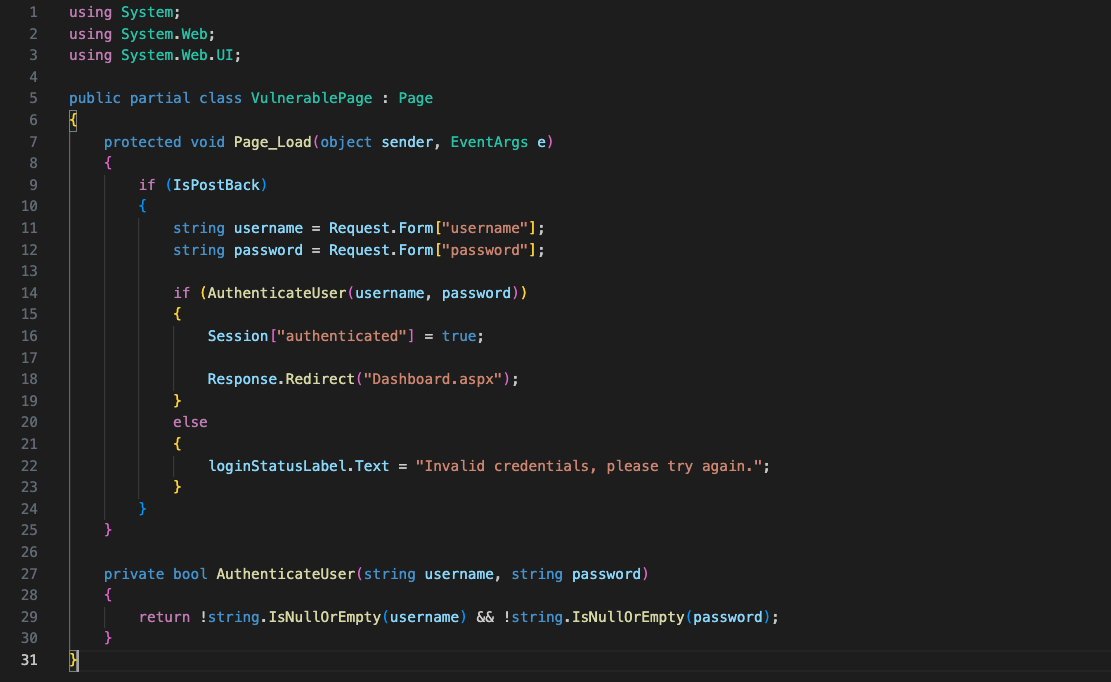 1 using System;
2 using System.Web;
3 using System.Web.UI;
4
5 public partial class VulnerablePage : Page
6 {
7     protected void Page_Load(object sender, EventArgs e)
8     {
9         if (IsPostBack)
10         {
11             string username = Request.Form["username"];
12             string password = Request.Form["password"];
13
14             if (AuthenticateUser(username, password))
15             {
16                 Session["authenticated"] = true;
17
18                 Response.Redirect("Dashboard.aspx");
19             }
20             else
21             {
22                 loginStatusLabel.Text = "Invalid credentials, please try again.";
23             }
24         }
25     }
26
27     private bool AuthenticateUser(string username, string password)
28     {
29         return !string.IsNullOrEmpty(username) && !string.IsNullOrEmpty(password);
30     }
31 }